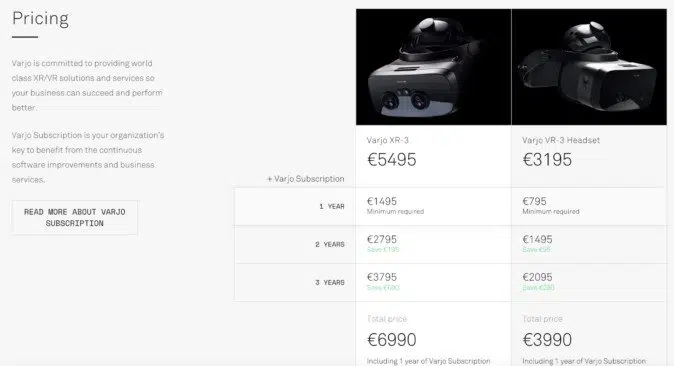 Pricing
Varjo is committed to providing world
class XR/VR solutions and services so
your business can succeed and perform
better.
Varjo Subscription is your organization's
key to benefit from the continuous
software improvements and business
services.
READ MORE ABOUT VARJO
SUBSCRIPTION
Varjo XR-3
€5495
Varjo VR-3 Headset
€3195
+ Varjo Subscription
1 YEAR
€1495
Minimum required
€795
Minimum required
2 YEARS
€2795
Save €195
€1495
Save €95
3 YEARS
€3795
Save
€2095
Save €290
Total price
€6990
Including 1 year of Varjo Subscription
Total price
€3990
Including 1 year of Varjo Subscription